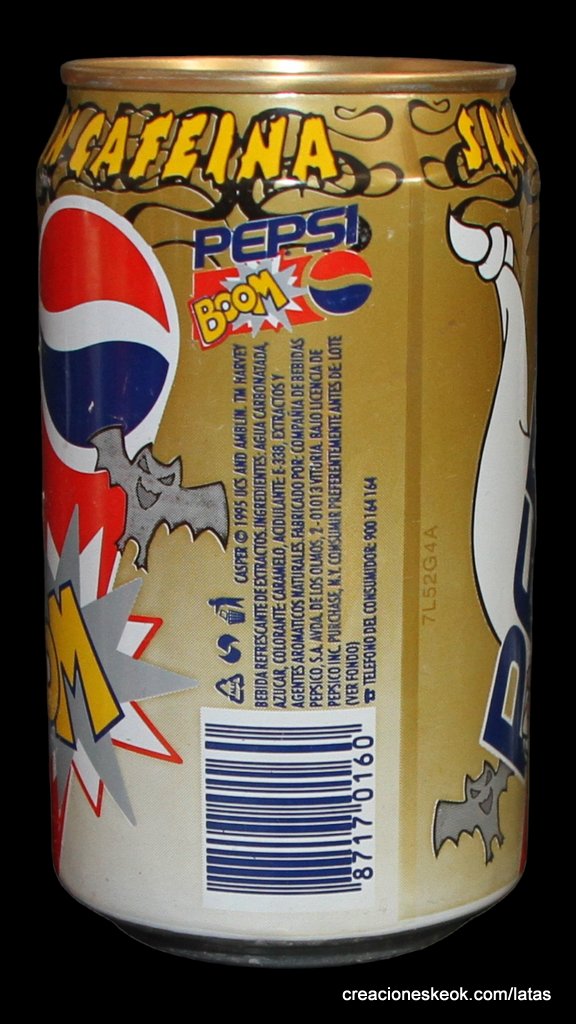 CAFEINA
SIN
PEPSI
BOOM
CASPER © 1995 UCS AND AMBLIN. TM HARVEY
BEBIDA REFRESCANTE DE EXTRACTOS. INGREDIENTES: AGUA CARBONATADA,
AZUCAR, COLORANTE: CARAMELO, ACIDULANTE: E-338, EXTRACTOS Y
AGENTES AROMATICOS NATURALES. FABRICADO POR: COMPAÑIA DE BEBIDAS
PEPSICO, S.A. AVDA. DE LOS OLMOS, 2 - 01013 VITORIA, BAJO LICENCIA DE
PEPSICO INC. PURCHASE, N.Y. CONSUMIR PREFERENTEMENTE ANTES DE: LOTE
(VER FONDO)
TELEFONO DEL CONSUMIDOR: 900 164 164
7L52G4A
8717 0160
OM
creacioneskeok.com/latas